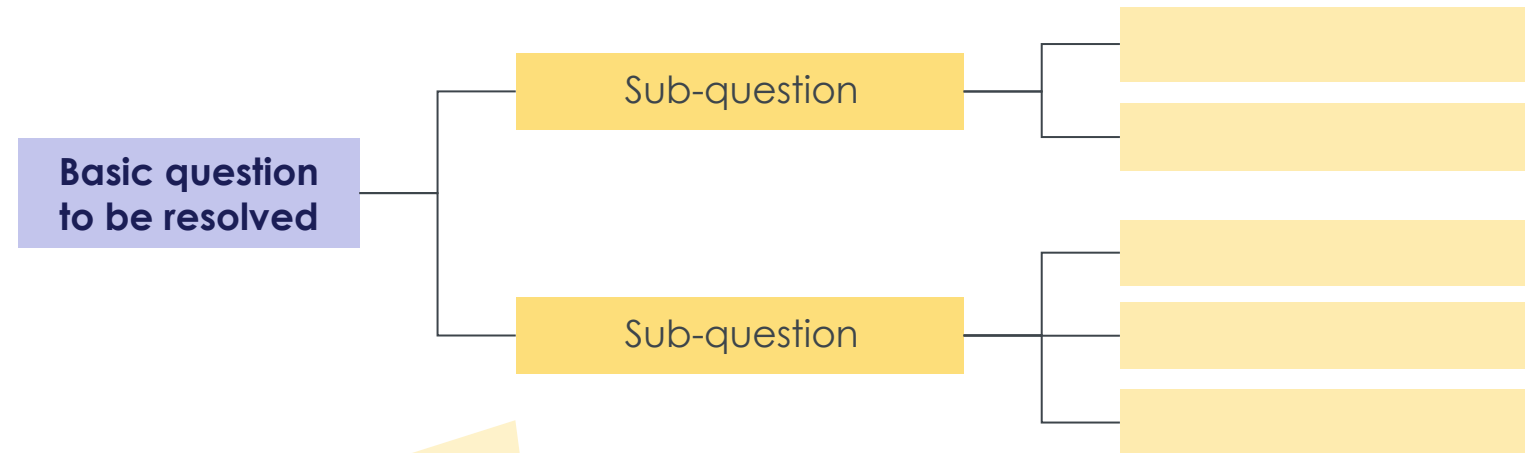 Sub-question
Basic question
to be resolved
Sub-question